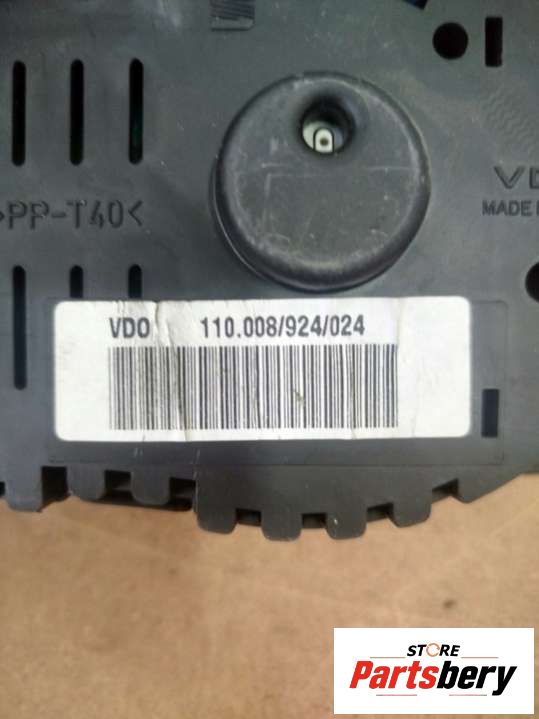 VD
MADE
>PP-T40<
VDO 110.008/924/024
STORE
Partsbery